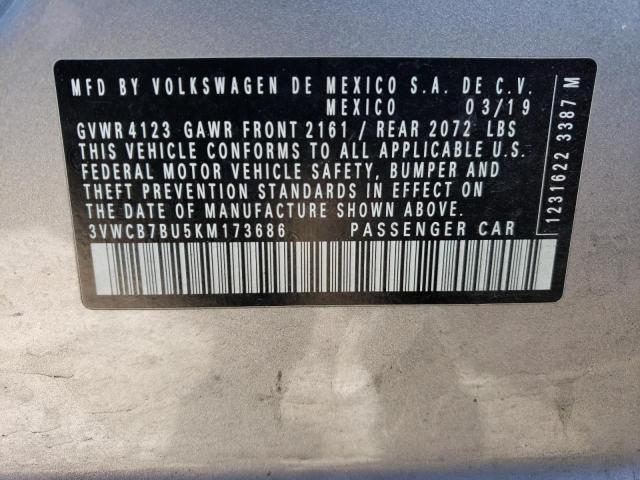 MFD BY VOLKSWAGEN DE MEXICO S.A. DE C.V.
MEXICO 03/19
GVWR 4123 GAWR FRONT 2161 / REAR 2072 LBS
THIS VEHICLE CONFORMS TO ALL APPLICABLE U.S.
FEDERAL MOTOR VEHICLE SAFETY, BUMPER AND
THEFT PREVENTION STANDARDS IN EFFECT ON
THE DATE OF MANUFACTURE SHOWN ABOVE.
3VWCB7BU5KM173686 PASSENGER CAR
1231622 3387 M